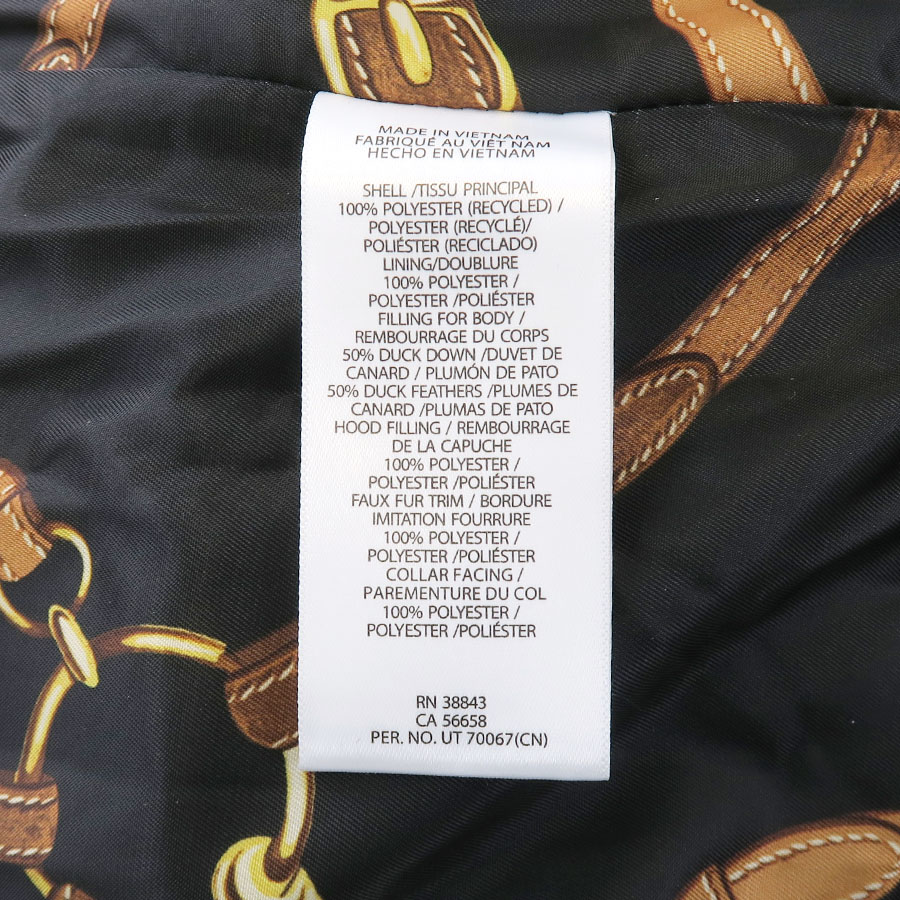 MADE IN VIETNAM
FABRIQUÉ AU VIÊT NAM
HECHO EN VIETNAM
SHELL /TISSU PRINCIPAL
100% POLYESTER (RECYCLED) /
POLYESTER (RECYCLÉ)/
POLIÉSTER (RECICLADO)
LINING/DOUBLURE
100% POLYESTER /
POLYESTER /POLIÉSTER
FILLING FOR BODY /
REMBOURRAGE DU CORPS
50% DUCK DOWN /DUVET DE
CANARD / PLUMÓN DE PATO
50% DUCK FEATHERS /PLUMES DE
CANARD /PLUMAS DE PATO
HOOD FILLING / REMBOURRAGE
DE LA CAPUCHE
100% POLYESTER /
POLYESTER /POLIÉSTER
FAUX FUR TRIM / BORDURE
IMITATION FOURRURE
100% POLYESTER /
POLYESTER /POLIÉSTER
COLLAR FACING /
PAREMENTURE DU COL
100% POLYESTER /
POLYESTER /POLIÉSTER
RN 38843
CA 56658
PER. NO. UT 70067(CN)